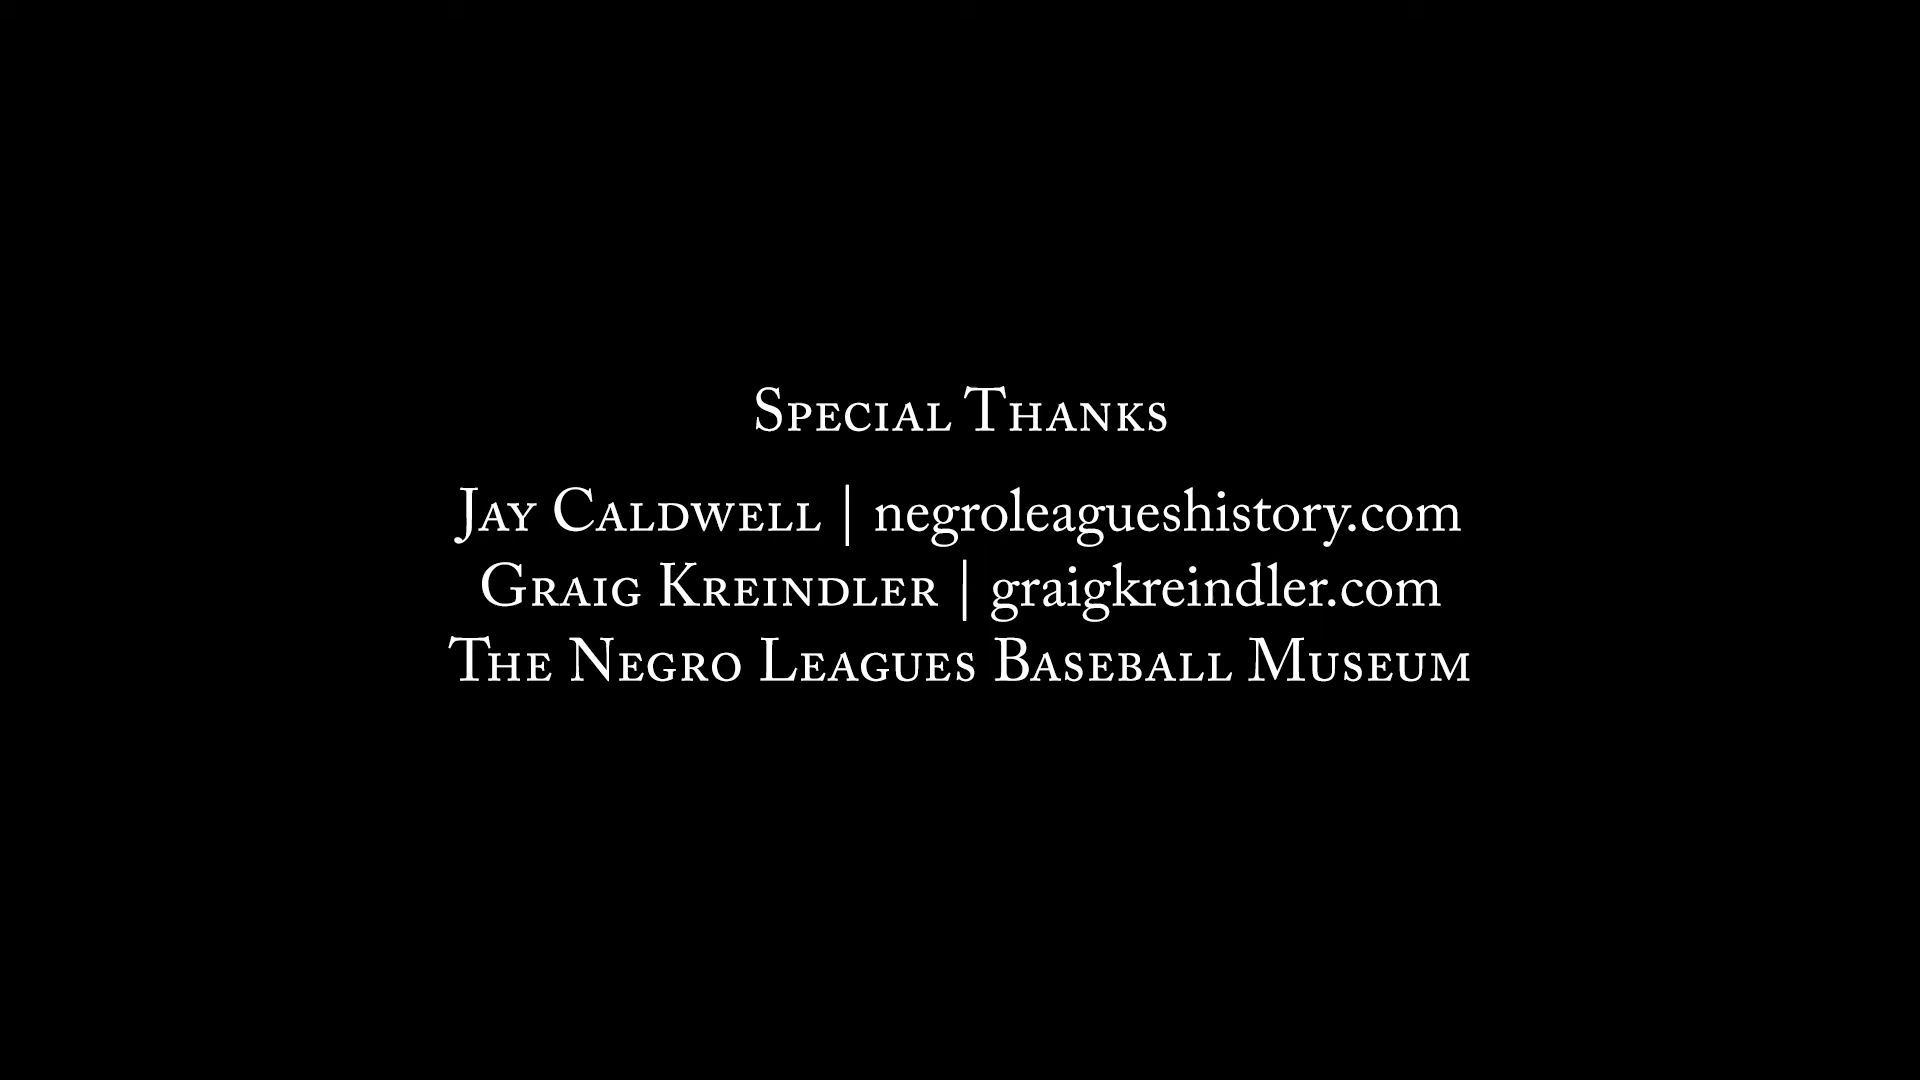 Special Thanks
Jay Caldwell | negroleagueshistory.com
Graig Kreindler | graigkreindler.com
The Negro Leagues Baseball Museum